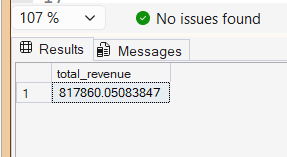 107 %
No issues found
Results
Messages
total_revenue
1
817860.05083847